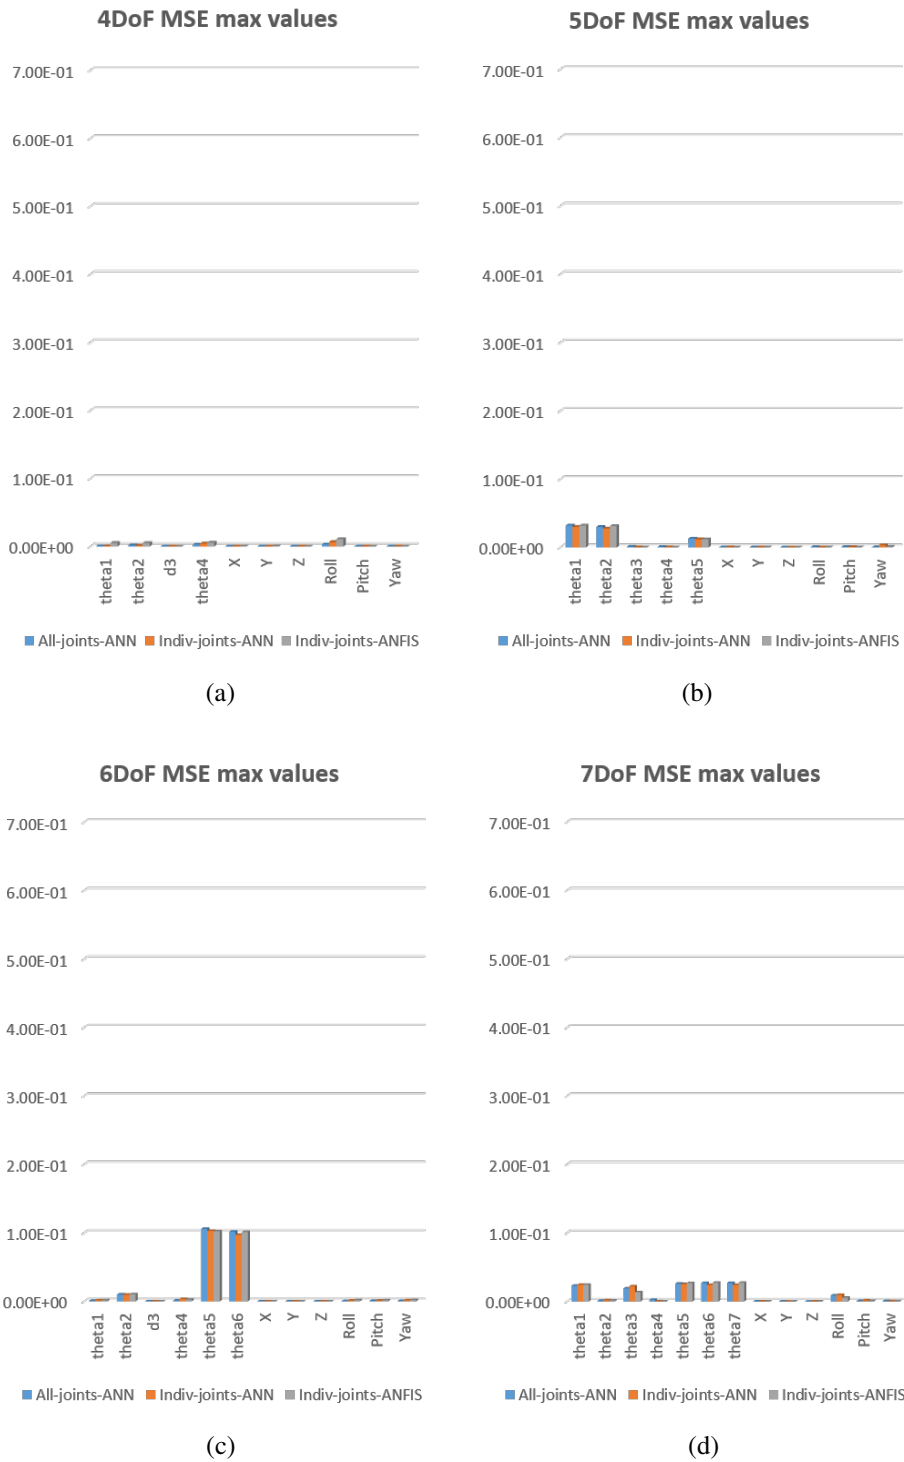 4DoF MSE max values
7.00E-01
6.00E-01
5.00E-01
4.00E-01
3.00E-01
2.00E-01
1.00E-01
0.00E+00
theta1
theta2
d3
theta4
X
Y
Z
Roll
Pitch
Yaw
All-joints-ANN Indiv-joints-ANN Indiv-joints-ANFIS
(a)
5DoF MSE max values
7.00E-01
6.00E-01
5.00E-01
4.00E-01
3.00E-01
2.00E-01
1.00E-01
0.00E+00
theta1
theta2
theta3
theta4
theta5
X
Y
Z
Roll
Pitch
Yaw
All-joints-ANN Indiv-joints-ANN Indiv-joints-ANFIS
(b)
6DoF MSE max values
7.00E-01
6.00E-01
5.00E-01
4.00E-01
3.00E-01
2.00E-01
1.00E-01
0.00E+00
theta1
theta2
d3
theta4
theta5
theta6
X
Y
Z
Roll
Pitch
Yaw
All-joints-ANN Indiv-joints-ANN Indiv-joints-ANFIS
(c)
7DoF MSE max values
7.00E-01
6.00E-01
5.00E-01
4.00E-01
3.00E-01
2.00E-01
1.00E-01
0.00E+00
theta1
theta2
theta3
theta4
theta5
theta6
theta7
X
Y
Z
Roll
Pitch
Yaw
All-joints-ANN Indiv-joints-ANN Indiv-joints-ANFIS
(d)